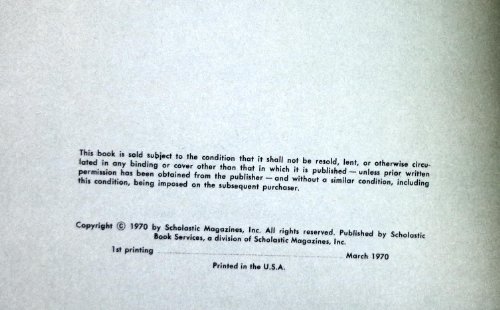 This book is sold subject to the condition that it shall not be resold, lent, or otherwise circu-
lated in any binding or cover other than that in which it is published — unless prior written
permission has been obtained from the publisher — and without a similar condition, including
this condition, being imposed on the subsequent purchaser.
Copyright © 1970 by Scholastic Magazines, Inc. All rights reserved. Published by Scholastic
Book Services, a division of Scholastic Magazines, Inc.
1st printing ........................................ March 1970
Printed in the U.S.A.